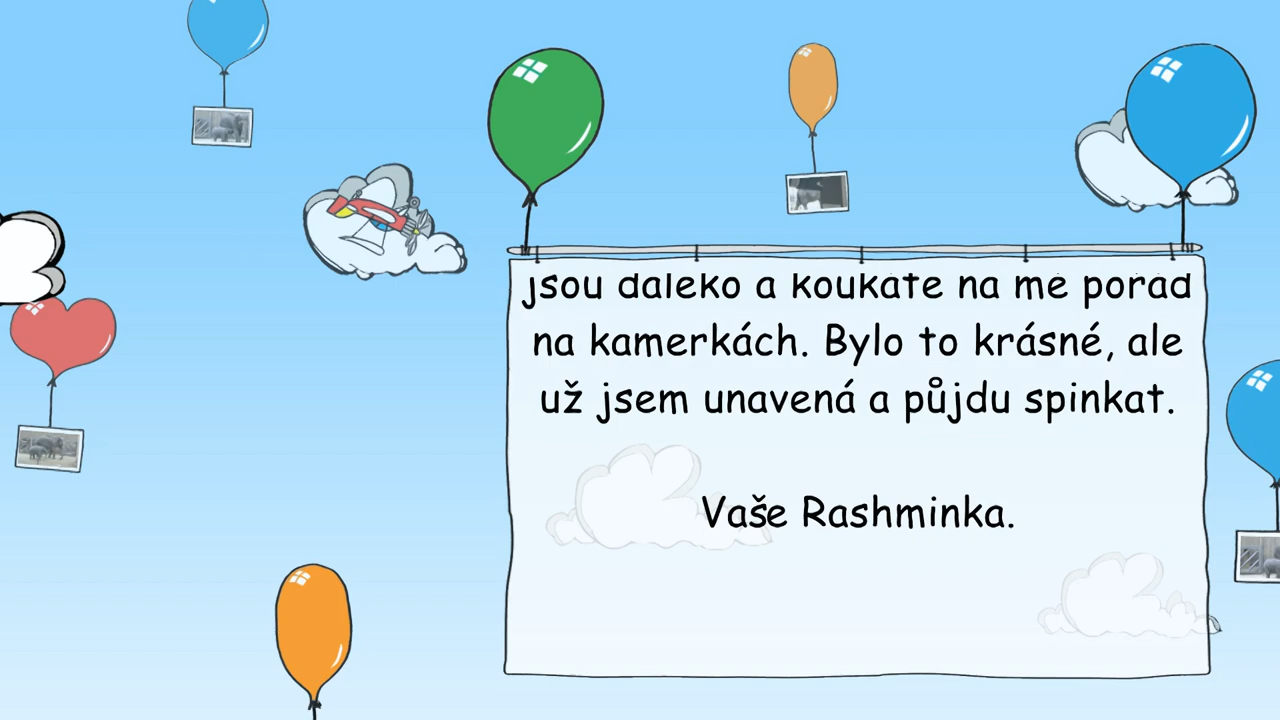 jsou daleko a koukáte na mě pořád
na kamerkách. Bylo to krásné, ale
už jsem unavená a půjdu spinkat.
Vaše Rashminka.